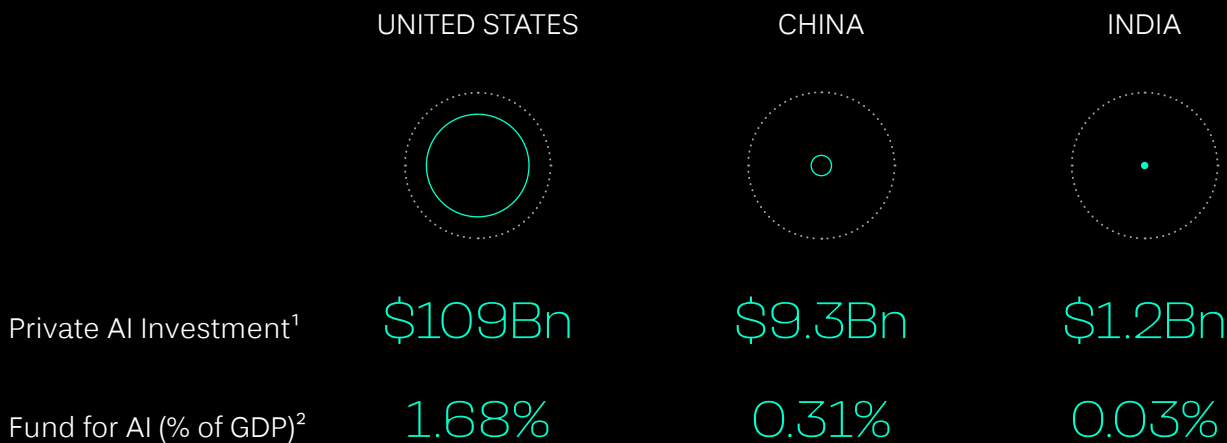 UNITED STATES CHINA INDIA
Private AI Investment¹ $109Bn $9.3Bn $1.2Bn
Fund for AI (% of GDP)² 1.68% 0.31% 0.03%